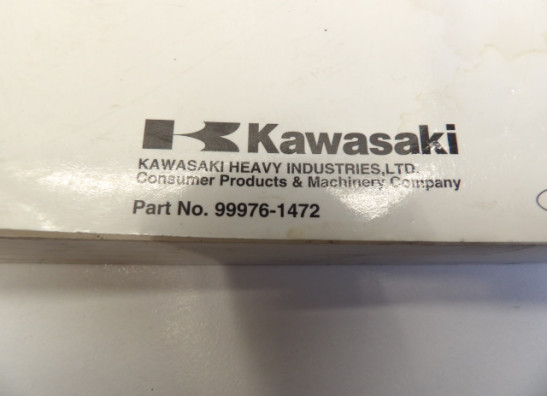 Kawasaki
KAWASAKI HEAVY INDUSTRIES,LTD.
Consumer Products & Machinery Company
Part No. 99976-1472